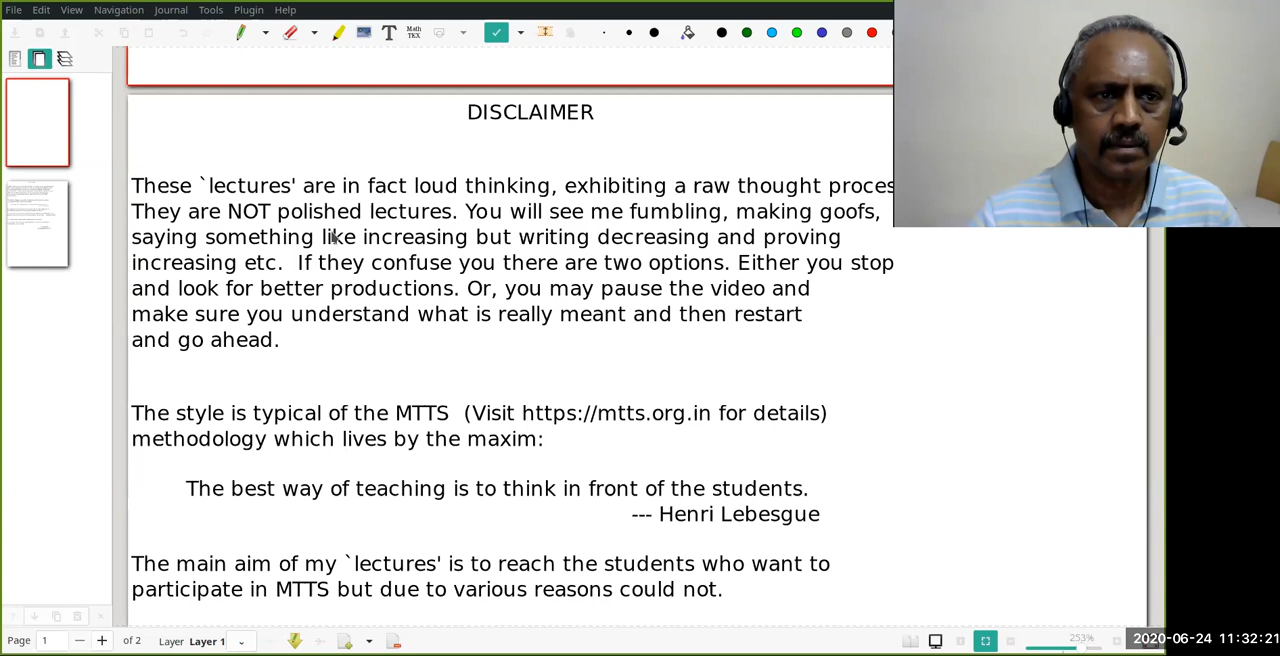 File Edit View Navigation Journal Tools Plugin Help
T Math TEX
DISCLAIMER
These `lectures' are in fact loud thinking, exhibiting a raw thought proces
They are NOT polished lectures. You will see me fumbling, making goofs,
saying something like increasing but writing decreasing and proving
increasing etc. If they confuse you there are two options. Either you stop
and look for better productions. Or, you may pause the video and
make sure you understand what is really meant and then restart
and go ahead.
The style is typical of the MTTS (Visit https://mtts.org.in for details)
methodology which lives by the maxim:
The best way of teaching is to think in front of the students.
--- Henri Lebesgue
The main aim of my `lectures' is to reach the students who want to
participate in MTTS but due to various reasons could not.
Page 1 of 2 Layer Layer 1 253%
2020-06-24 11:32:21